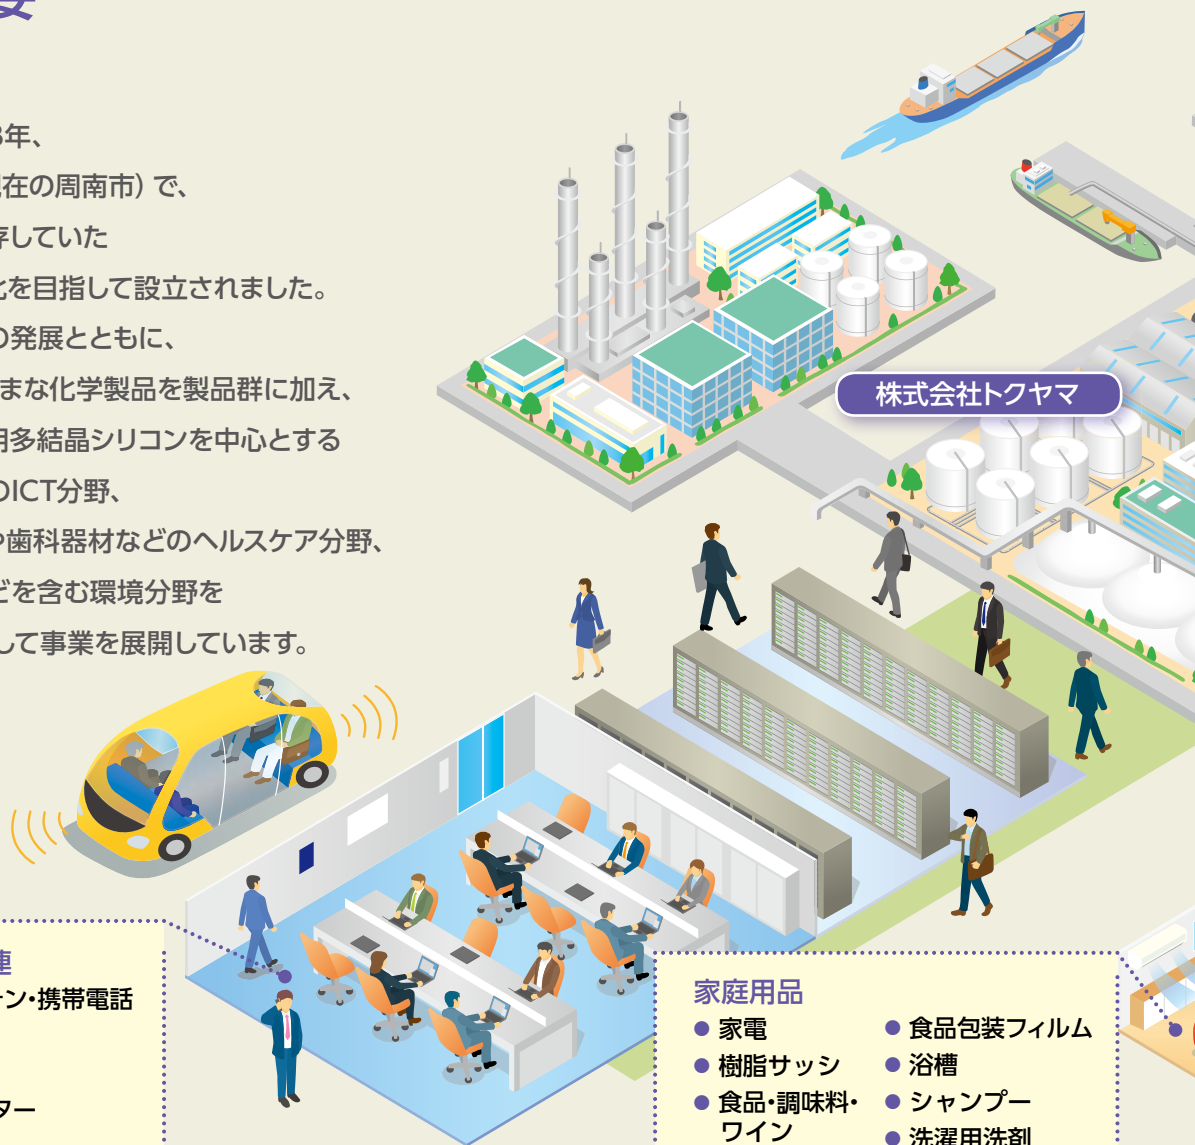 年、
在の周南市）で、
存していた
化を目指して設立されました。
の発展とともに、
まな化学製品を製品群に加え、
用多結晶シリコンを中心とする
のICT分野、
や歯科器材などのヘルスケア分野、
どを含む環境分野を
して事業を展開しています。
株式会社トクヤマ
連
ン・携帯電話
ター
家庭用品
● 家電
● 樹脂サッシ
● 食品・調味料・
ワイン
● 食品包装フィルム
● 浴槽
● シャンプー
● 洗濯用洗剤